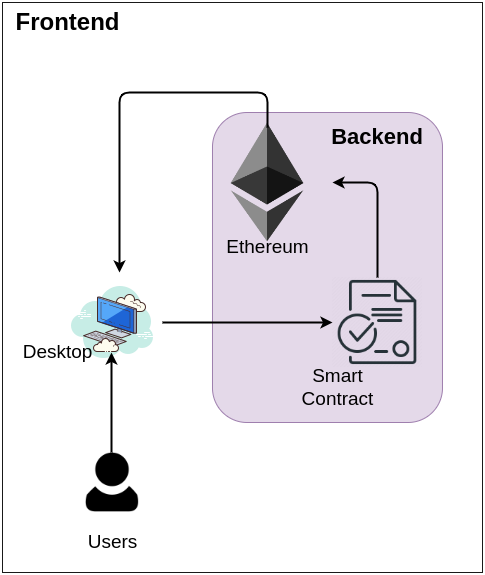 Frontend
Backend
Ethereum
Desktop
Smart
Contract
Users